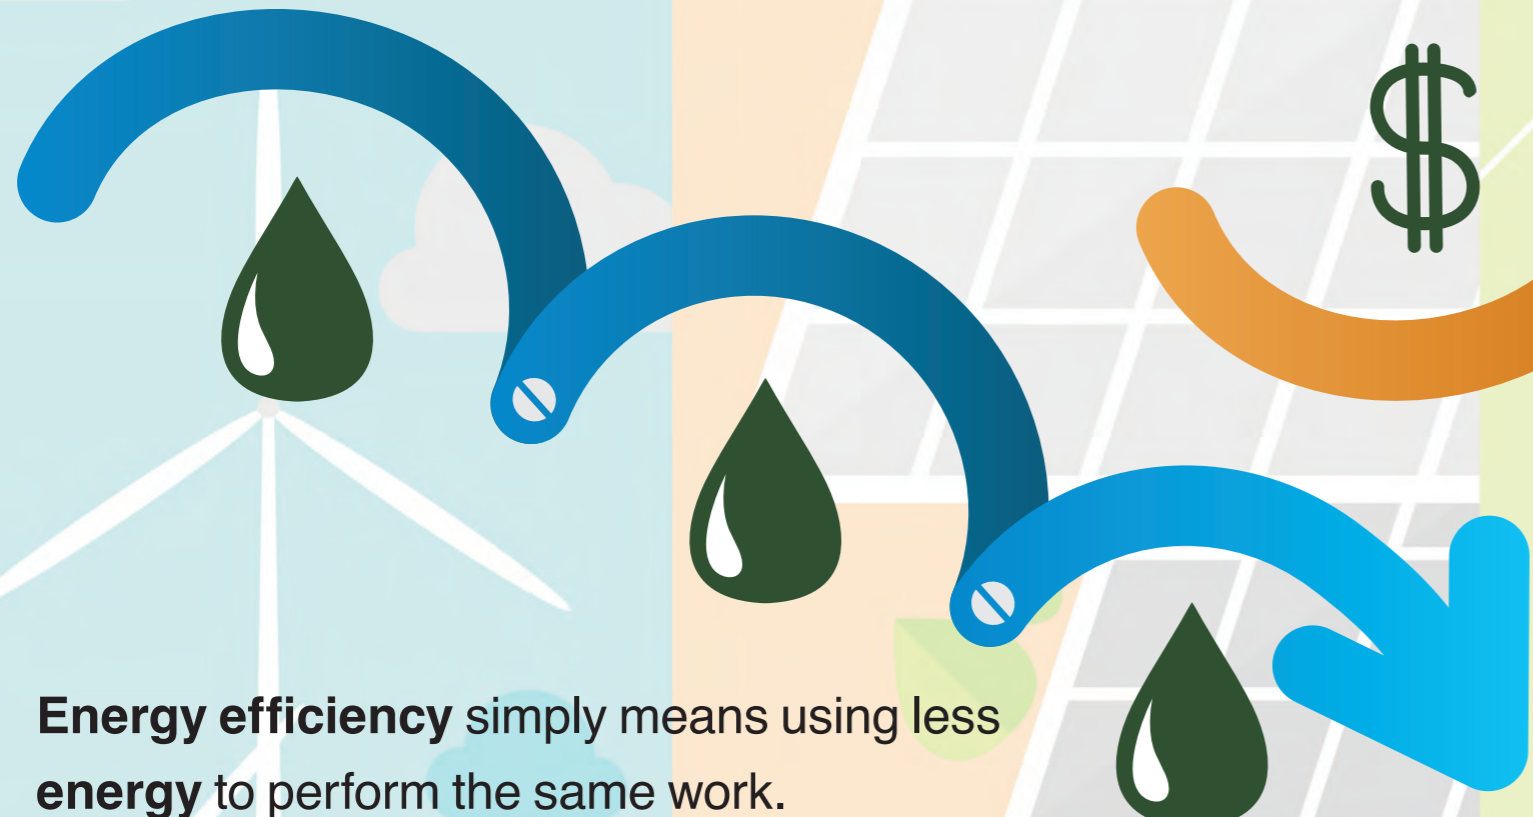 $
Energy efficiency simply means using less
energy to perform the same work.